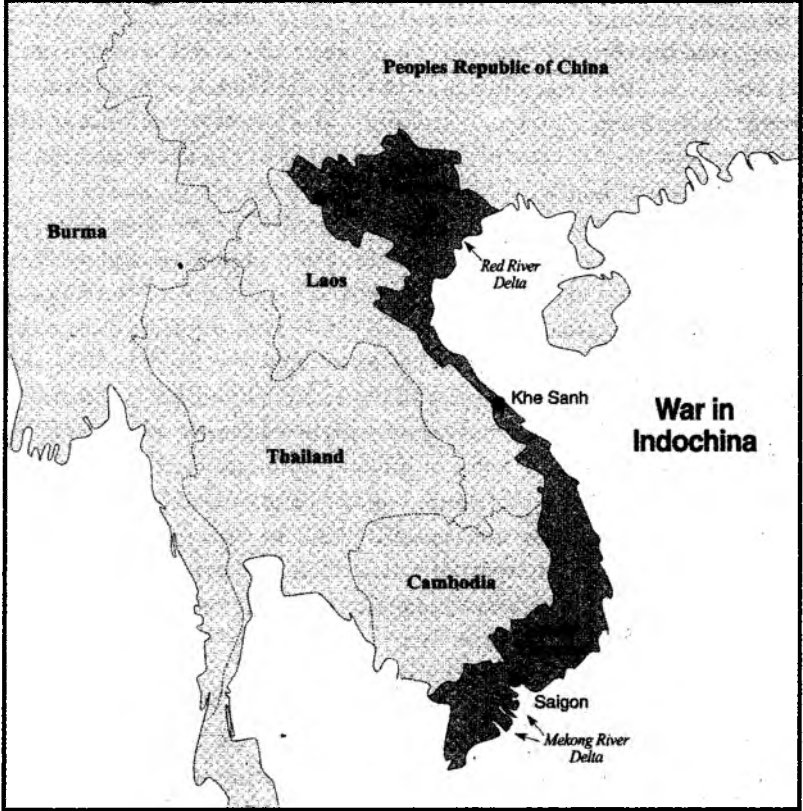 Peoples Republic of China
Burma
Red River
Delta
Laos
Khe Sanh
War in
Indochina
Thailand
Cambodia
Saigon
Mekong River
Delta